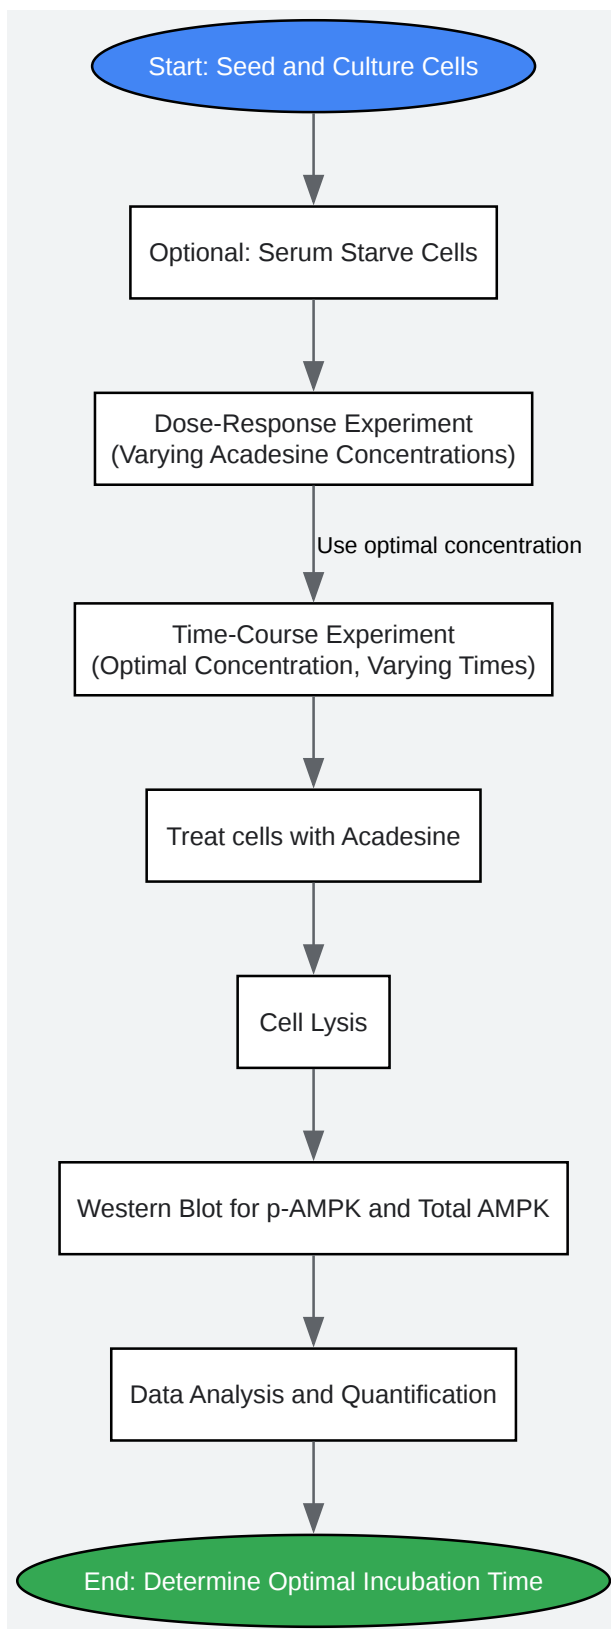 Start: Seed and Culture Cells
Optional: Serum Starve Cells
Dose-Response Experiment
(Varying Acadesine Concentrations)
Use optimal concentration
Time-Course Experiment
(Optimal Concentration, Varying Times)
Treat cells with Acadesine
Cell Lysis
Western Blot for p-AMPK and Total AMPK
Data Analysis and Quantification
End: Determine Optimal Incubation Time